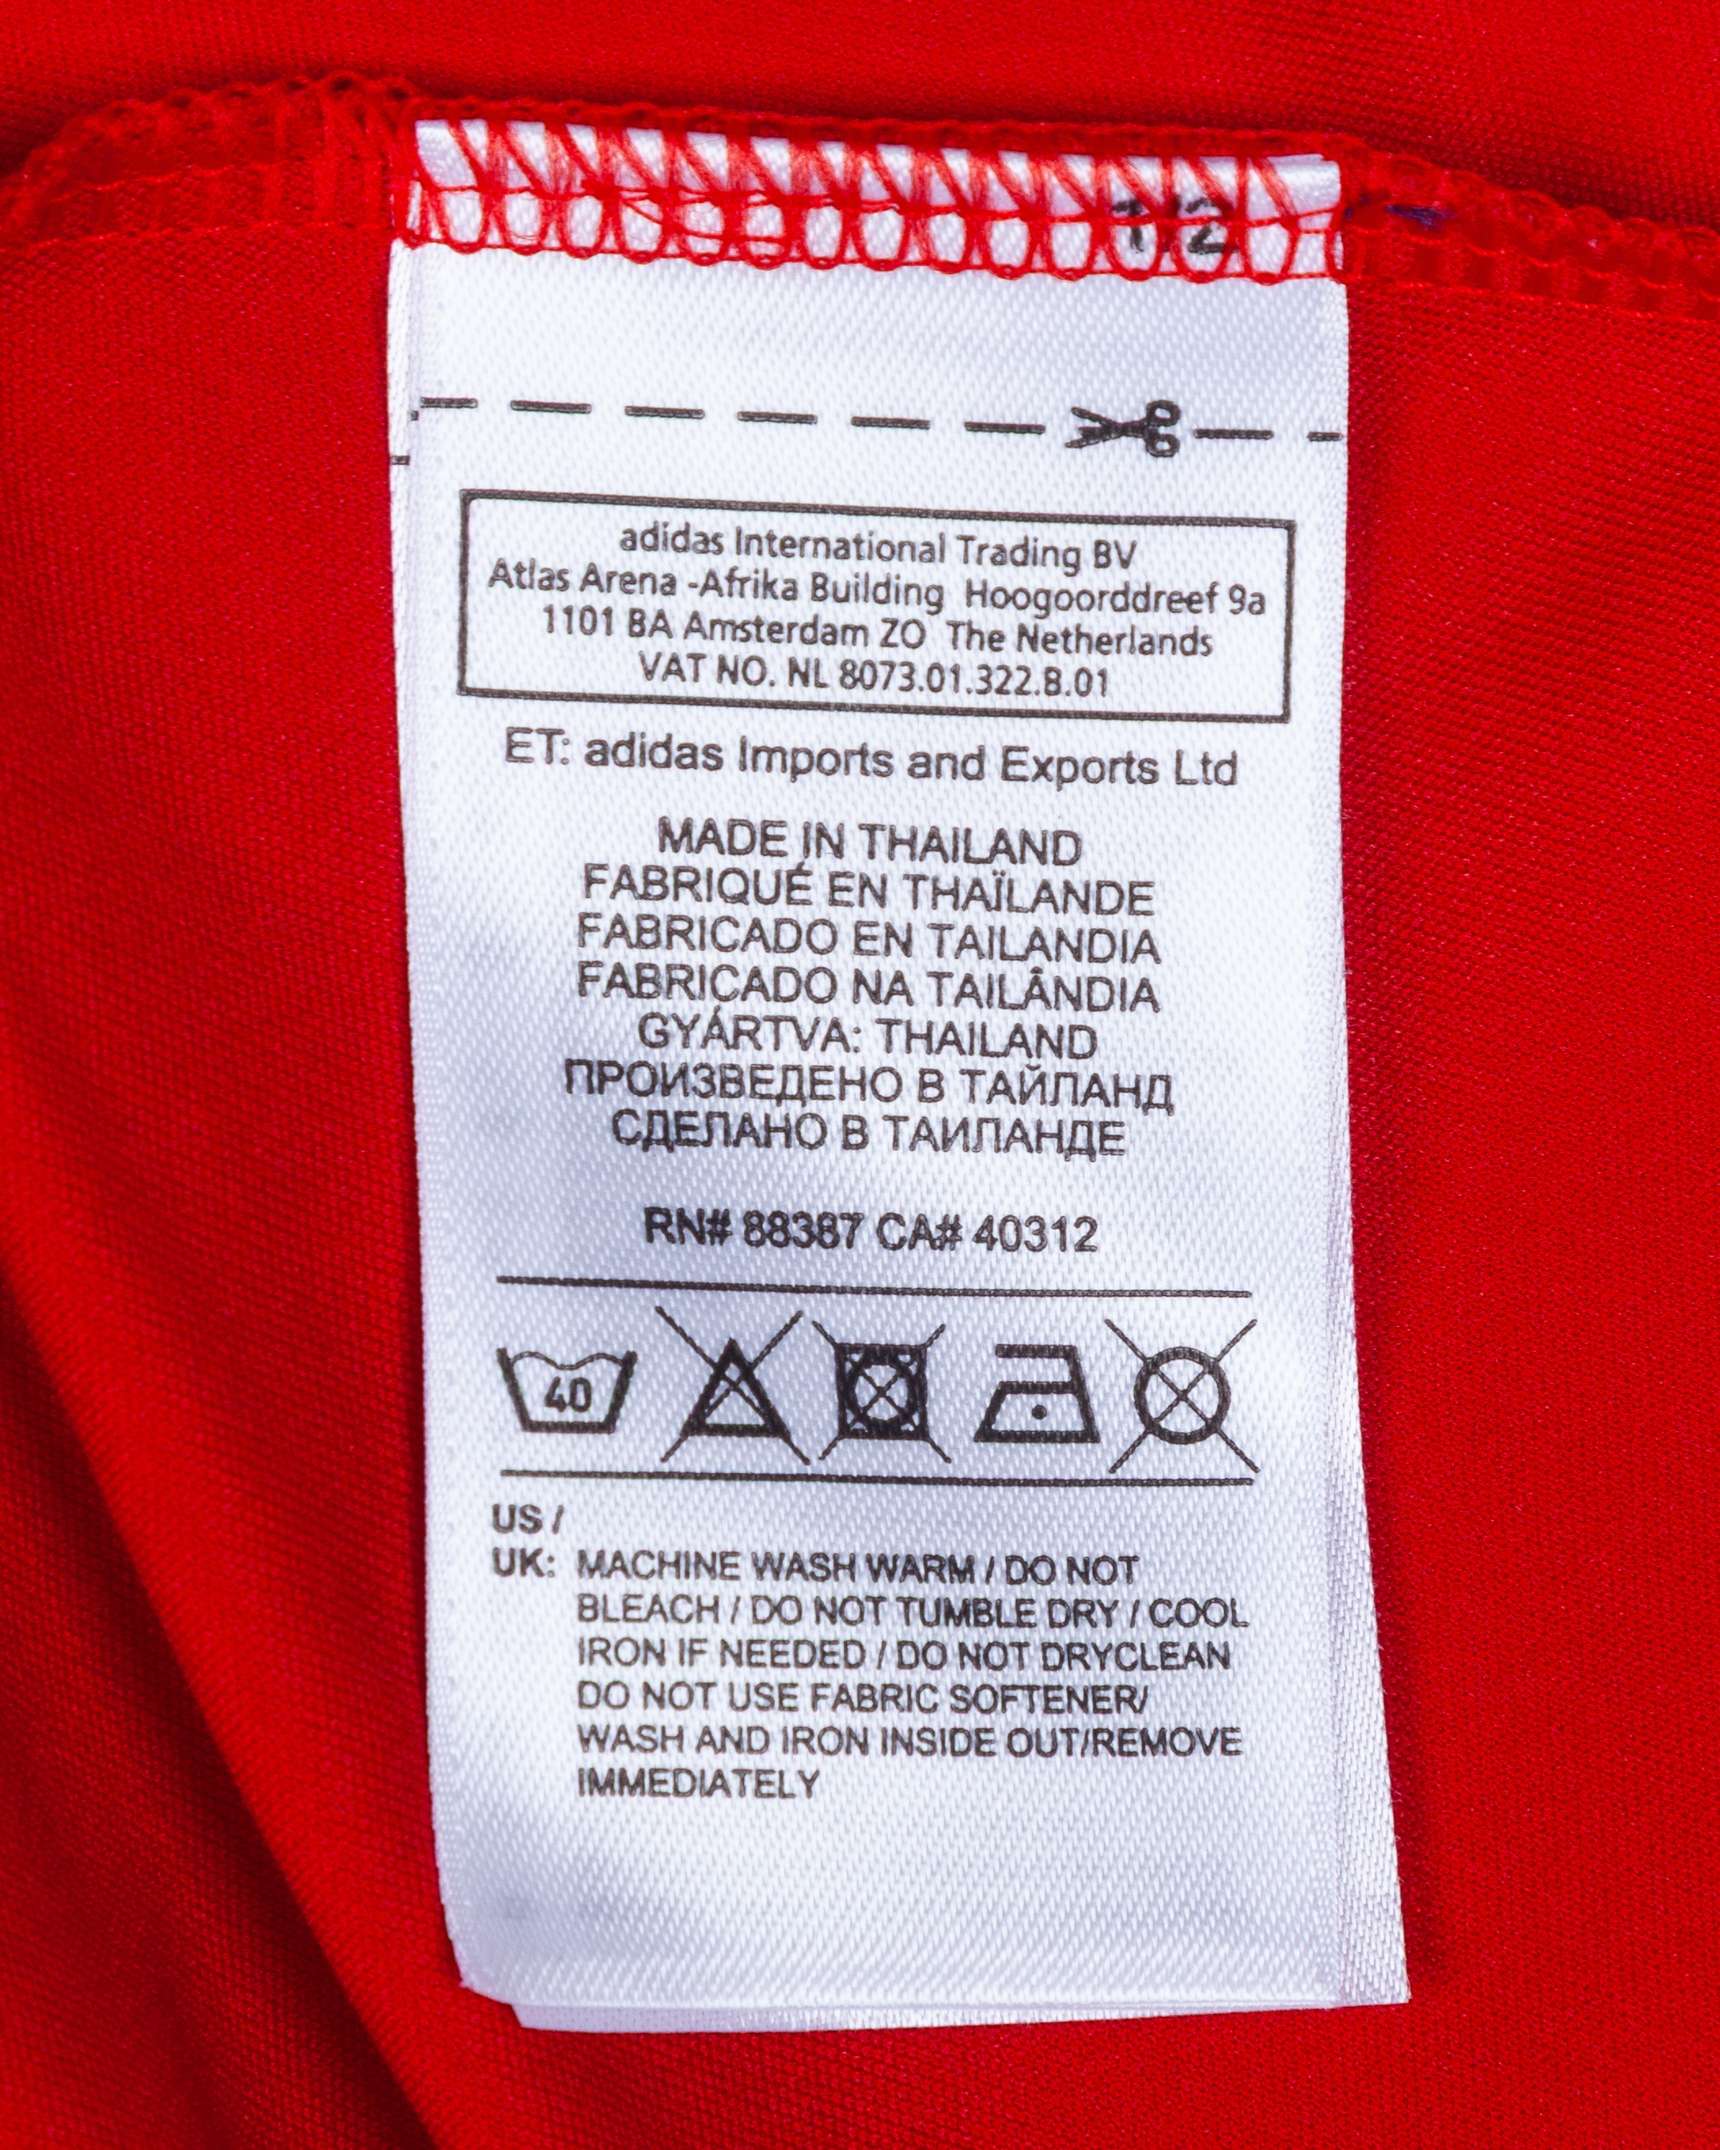 1/2
adidas International Trading BV
Atlas Arena -Afrika Building Hoogoorddreef 9a
1101 BA Amsterdam ZO The Netherlands
VAT NO. NL 8073.01.322.B.01
ET: adidas Imports and Exports Ltd
MADE IN THAILAND
FABRIQUÉ EN THAÏLANDE
FABRICADO EN TAILANDIA
FABRICADO NA TAILÂNDIA
GYÁRTVA: THAILAND
ПРОИЗВЕДЕНО В ТАЙЛАНД
СДЕЛАНО В ТАИЛАНДЕ
RN# 88387 CA# 40312
40
US /
UK: MACHINE WASH WARM / DO NOT
BLEACH / DO NOT TUMBLE DRY / COOL
IRON IF NEEDED / DO NOT DRYCLEAN
DO NOT USE FABRIC SOFTENER/
WASH AND IRON INSIDE OUT/REMOVE
IMMEDIATELY